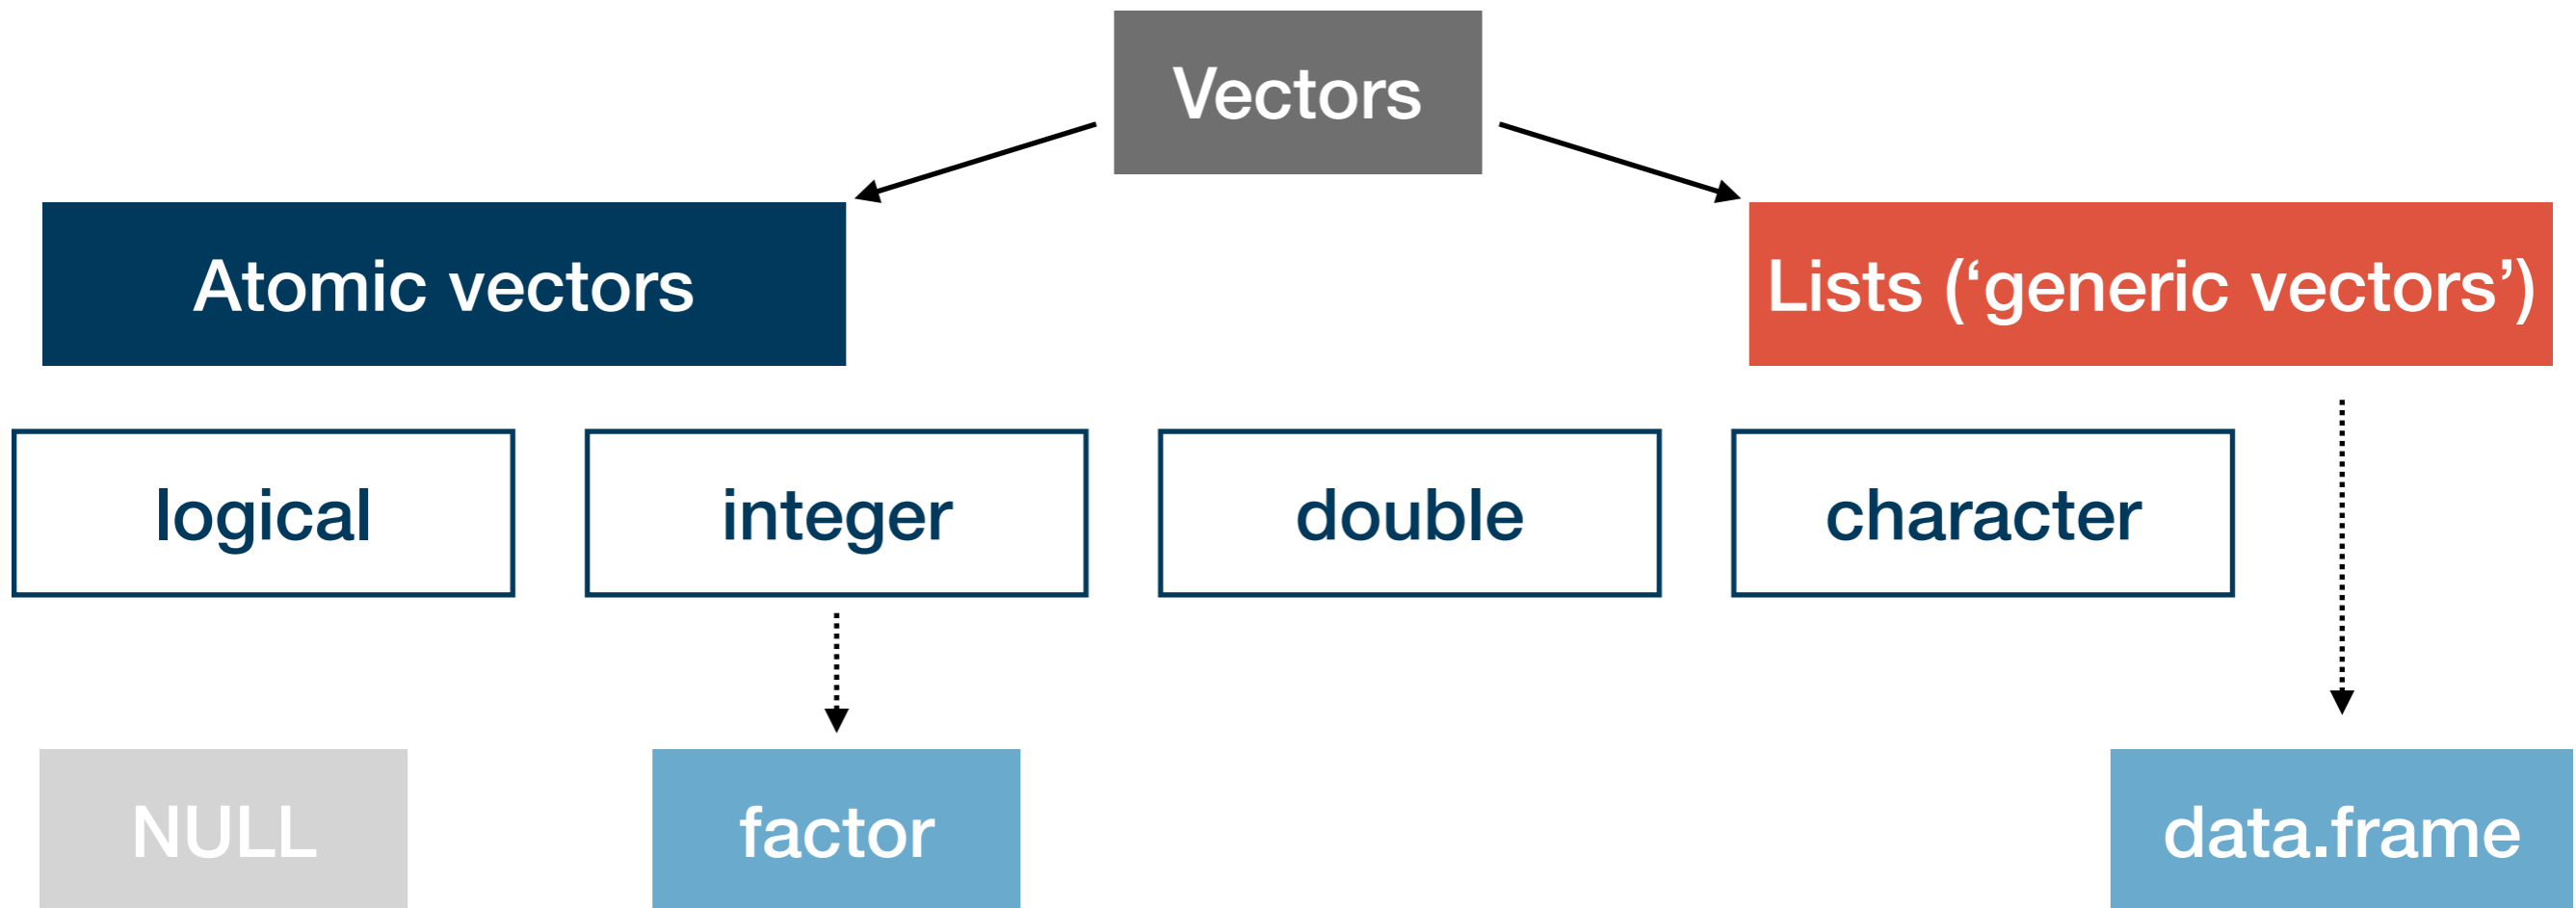 Vectors
Atomic vectors
Lists (‘generic vectors’)
logical
integer
double
character
NULL
factor
data.frame